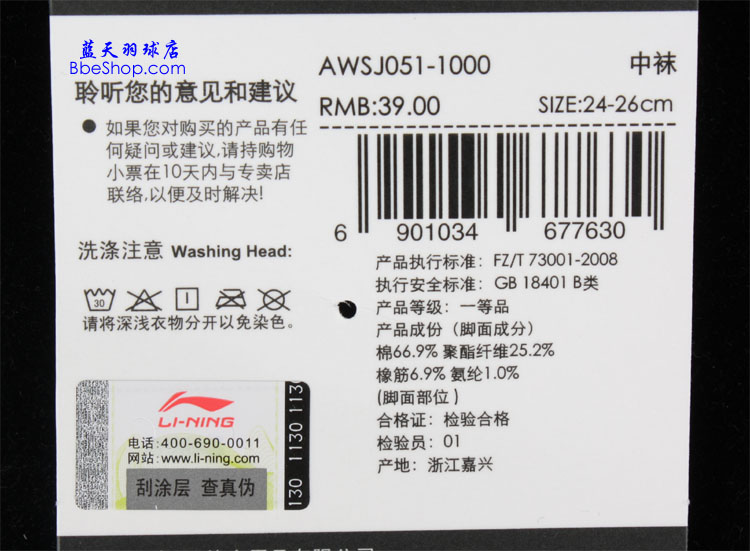 蓝天羽球店
BbeShop.com
聆听您的意见和建议
如果您对购买的产品有任
何疑问或建议,请持购物
小票在10天内与专卖店
联络,以便及时解决!
洗涤注意 Washing Head:
30
请将深浅衣物分开以免染色。
LI-NING
电话:400-690-0011
网站:www.li-ning.com
刮涂层 查真伪
130 1130 113
AWSJ051-1000 中袜
RMB:39.00 SIZE:24-26cm
6 901034 677630
产品执行标准: FZ/T 73001-2008
执行安全标准: GB 18401 B类
产品等级: 一等品
产品成份(脚面成分)
棉66.9% 聚酯纤维25.2%
橡筋6.9% 氨纶1.0%
(脚面部位)
合格证: 检验合格
检验员: 01
产地: 浙江嘉兴